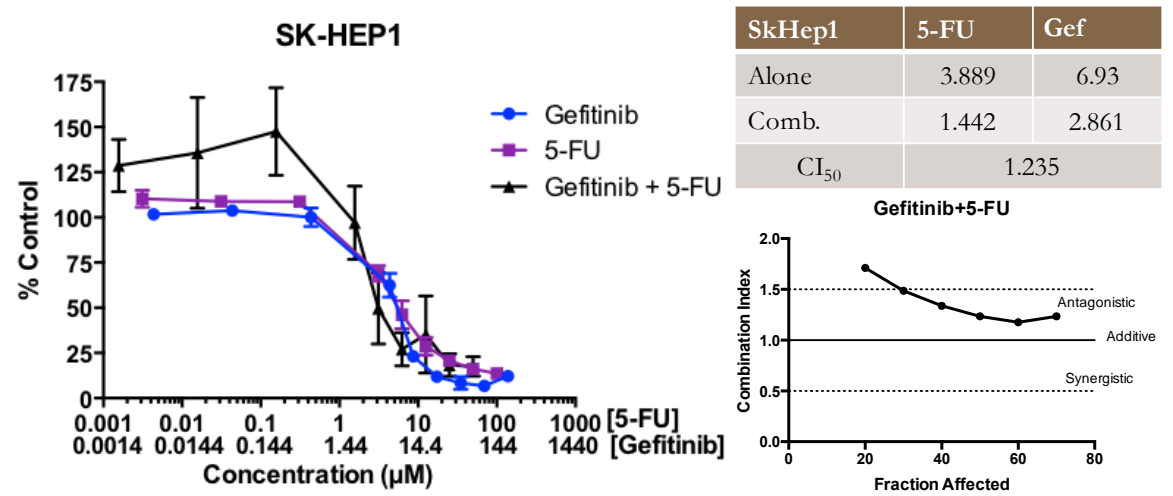 SK-HEP1
175
150
125
100
75
50
25
0
% Control
Gefitinib
5-FU
Gefitinib + 5-FU
0.001 0.01 0.1 1 10 100 1000 [5-FU]
0.0014 0.0144 0.144 1.44 14.4 144 1440 [Gefitinib]
Concentration (µM)
SkHep1 5-FU Gef
Alone 3.889 6.93
Comb. 1.442 2.861
CI50 1.235
Gefitinib+5-FU
2.0
1.5
1.0
0.5
0.0
Combination Index
Antagonistic
Additive
Synergistic
0 20 40 60 80
Fraction Affected